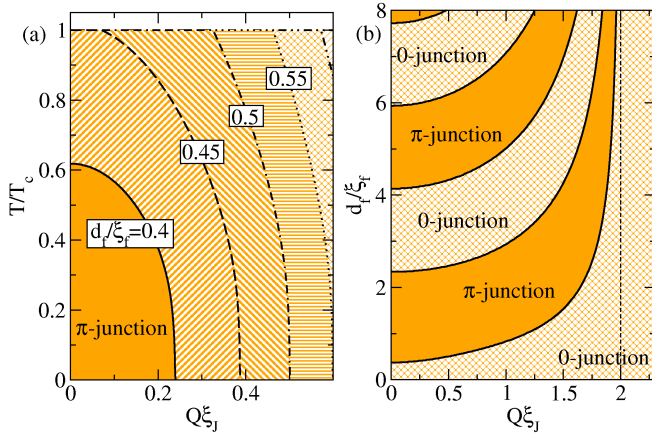 (a)
1
0.8
0.6
0.4
0.2
0
T/T_c
0.55
0.5
0.45
d_f/ξ_f=0.4
π-junction
0
0.2
0.4
Qξ_J
(b)
8
6
4
2
0
d_f/ξ_f
0-junction
π-junction
0-junction
π-junction
0-junction
0
0.5
1
1.5
2
Qξ_J